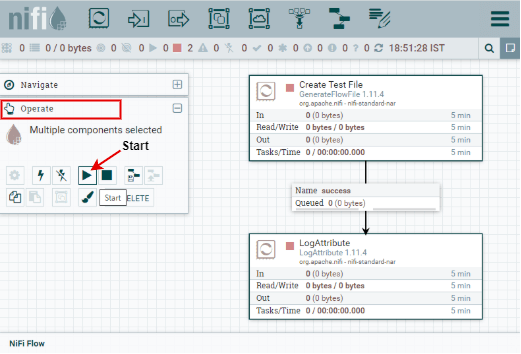 nifi
0 0 / 0 bytes 0 0 0 2 0 0 0 0 0 0 0 18:51:28 IST
Navigate
Operate
Multiple components selected
Start
Start
DELETE
Create Test File
GenerateFlowFile 1.11.4
org.apache.nifi - nifi-standard-nar
In 0 (0 bytes) 5 min
Read/Write 0 bytes / 0 bytes 5 min
Out 0 (0 bytes) 5 min
Tasks/Time 0 / 00:00:00.000 5 min
Name success
Queued 0 (0 bytes)
LogAttribute
LogAttribute 1.11.4
org.apache.nifi - nifi-standard-nar
In 0 (0 bytes) 5 min
Read/Write 0 bytes / 0 bytes 5 min
Out 0 (0 bytes) 5 min
Tasks/Time 0 / 00:00:00.000 5 min
NiFi Flow